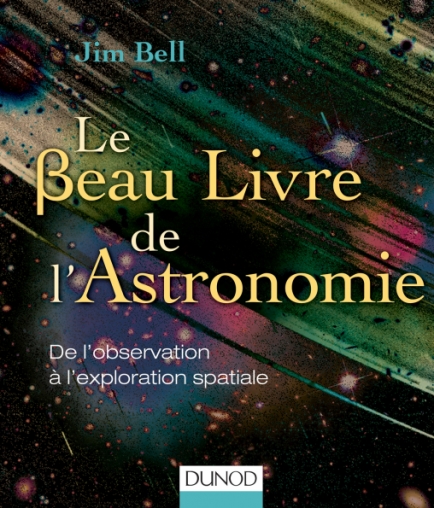 Jim Bell
Le
Beau Livre
de
l'Astronomie
De l'observation
à l'exploration spatiale
DUNOD